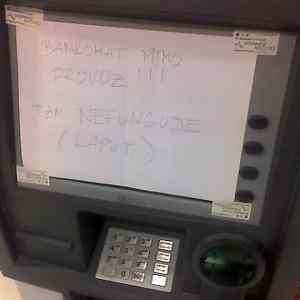 BANKOMAT MIMO
PROVOZ !!!
TZN NEFUNGUJE
(KAPUT)